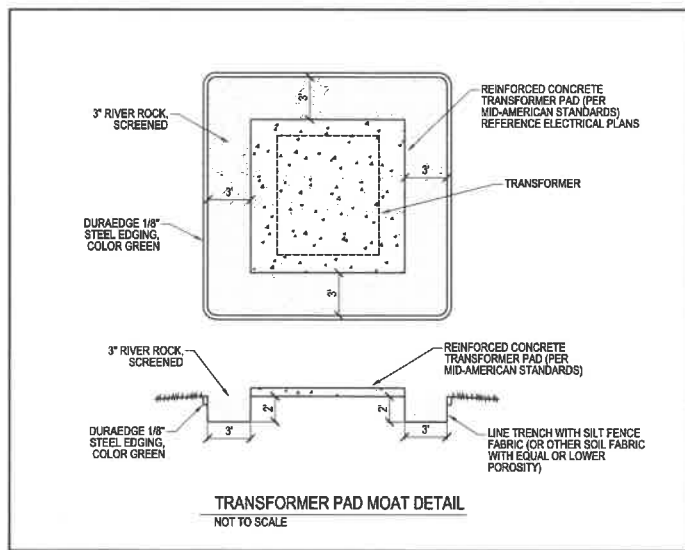 3" RIVER ROCK,
SCREENED
3'
REINFORCED CONCRETE
TRANSFORMER PAD (PER
MID-AMERICAN STANDARDS)
REFERENCE ELECTRICAL PLANS
3'
3'
TRANSFORMER
DURAEDGE 1/8"
STEEL EDGING,
COLOR GREEN
3'
3" RIVER ROCK,
SCREENED
REINFORCED CONCRETE
TRANSFORMER PAD (PER
MID-AMERICAN STANDARDS)
DURAEDGE 1/8"
STEEL EDGING,
COLOR GREEN
2'
2'
3'
3'
LINE TRENCH WITH SILT FENCE
FABRIC (OR OTHER SOIL FABRIC
WITH EQUAL OR LOWER
POROSITY)
TRANSFORMER PAD MOAT DETAIL
NOT TO SCALE